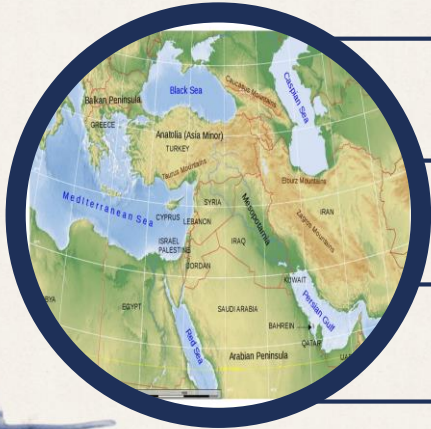 Black Sea
Caucasus Mountains
Caspian Sea
Balkan Peninsula
GREECE
Anatolia (Asia Minor)
TURKEY
Taurus Mountains
Elburz Mountains
Mediterranean Sea
CYPRUS
SYRIA
LEBANON
Mesopotamia
Zagros Mountains
IRAN
ISRAEL
PALESTINE
IRAQ
JORDAN
KUWAIT
BYA
EGYPT
SAUDI ARABIA
Persian Gulf
BAHREIN
QATAR
UA
Red Sea
Arabian Peninsula